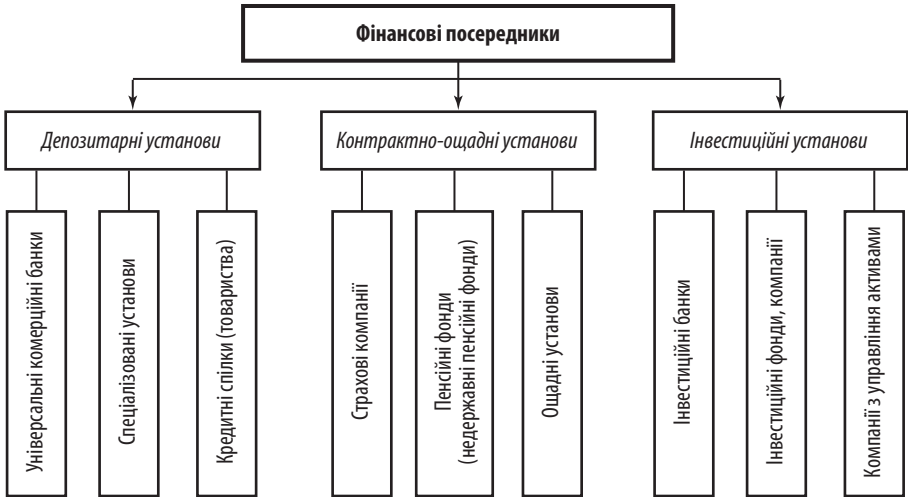 Фінансові посередники
Депозитарні установи
Контрактно-ощадні установи
Інвестиційні установи
Універсальні комерційні банки
Спеціалізовані установи
Кредитні спілки (товариства)
Страхові компанії
Пенсійні фонди
(недержавні пенсійні фонди)
Ощадні установи
Інвестиційні банки
Інвестиційні фонди, компанії
Компанії з управління активами